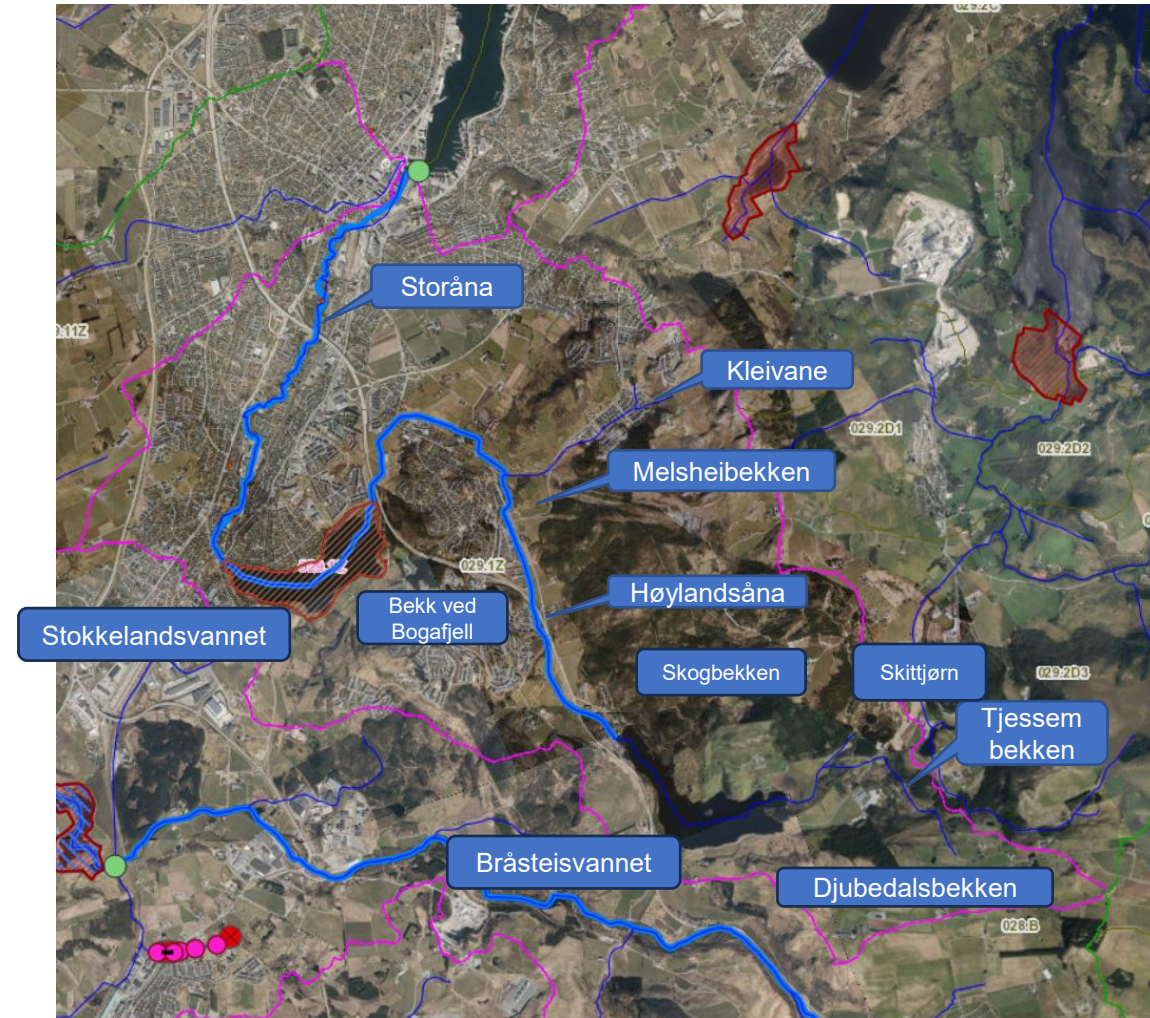 029.2C
Storåna
9.11Z
Kleivane
029.2D1
029.2D2
Melsheibekken
029.1Z
Høylandsåna
Bekk ved
Bogafjell
Stokkelandsvannet
Skogbekken
Skittjørn
029.2D3
Tjessem
bekken
Bråsteisvannet
Djubedalsbekken
028.B